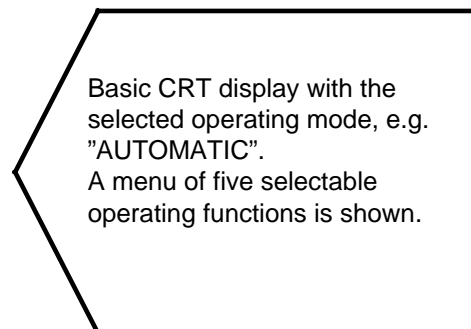 Basic CRT display with the
selected operating mode, e.g.
”AUTOMATIC”.
A menu of five selectable
operating functions is shown.